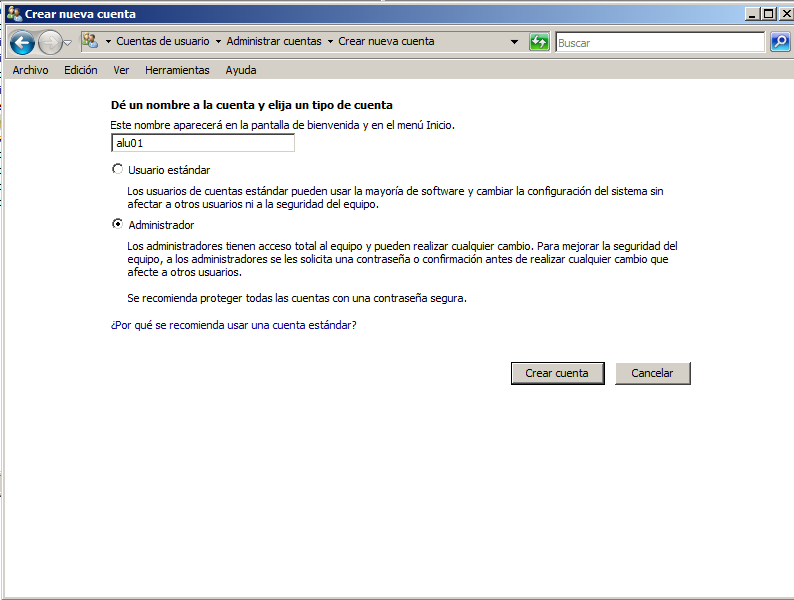 Crear nueva cuenta
Cuentas de usuario Administrar cuentas Crear nueva cuenta Buscar
Archivo Edición Ver Herramientas Ayuda
Dé un nombre a la cuenta y elija un tipo de cuenta
Este nombre aparecerá en la pantalla de bienvenida y en el menú Inicio.
alu01
Usuario estándar
Los usuarios de cuentas estándar pueden usar la mayoría de software y cambiar la configuración del sistema sin
afectar a otros usuarios ni a la seguridad del equipo.
Administrador
Los administradores tienen acceso total al equipo y pueden realizar cualquier cambio. Para mejorar la seguridad del
equipo, a los administradores se les solicita una contraseña o confirmación antes de realizar cualquier cambio que
afecte a otros usuarios.
Se recomienda proteger todas las cuentas con una contraseña segura.
¿Por qué se recomienda usar una cuenta estándar?
Crear cuenta Cancelar